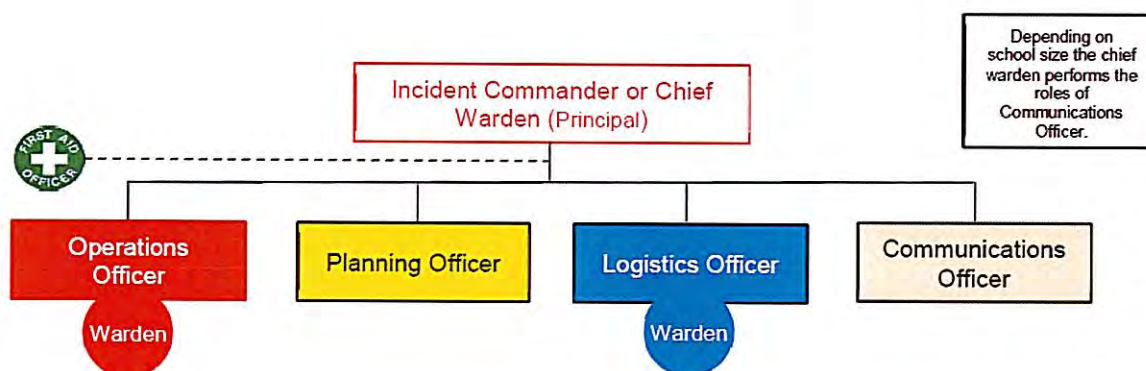 Depending on
school size the chief
warden performs the
roles of
Communications
Officer.
Incident Commander or Chief
Warden (Principal)
FIRST AID
OFFICER
Operations
Officer
Planning Officer
Logistics Officer
Communications
Officer
Warden
Warden